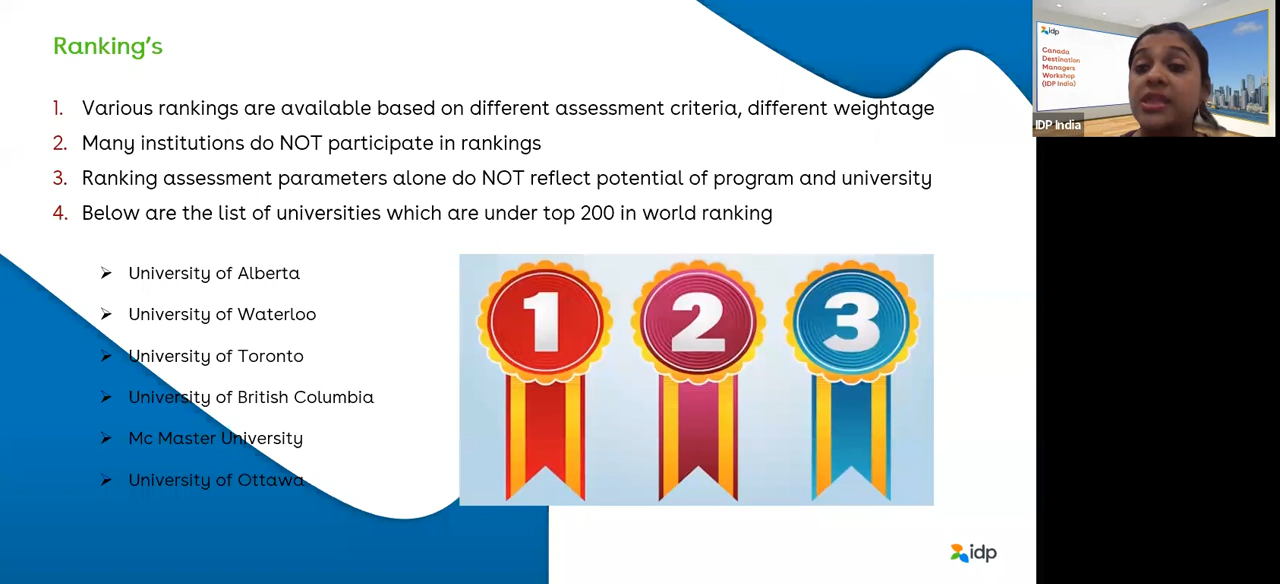 Ranking's
1. Various rankings are available based on different assessment criteria, different weightage
2. Many institutions do NOT participate in rankings
3. Ranking assessment parameters alone do NOT reflect potential of program and university
4. Below are the list of universities which are under top 200 in world ranking
➢ University of Alberta
➢ University of Waterloo
➢ University of Toronto
➢ University of British Columbia
➢ Mc Master University
➢ University of Ottawa
1 2 3
idp
idp
Canada
Destination
Managers
Workshop
(IDP India)
IDP India